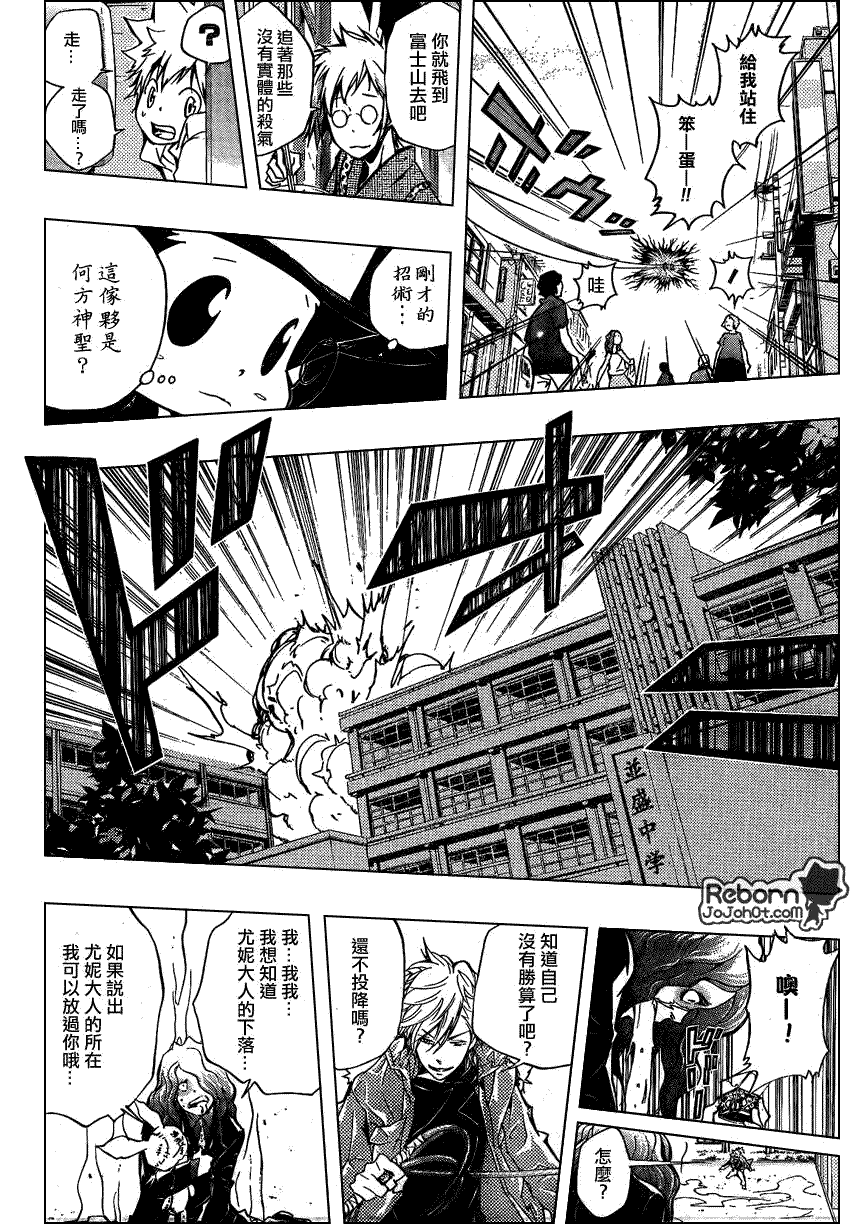 給我站住
笨—蛋—!!
哇
你就飛到
富士山去吧
追著那些
沒有實體的殺氣
?
走…
走了嗎…?
剛才的
招術…
這傢夥是
何方神聖?
並盛中学
Reborn
JoJoHot.com
噢—!
怎麼?
知道自己
沒有勝算了吧?
還不投降嗎?
我…我我…
我想知道
尤妮大人的下落…
如果說出
尤妮大人的所在
我可以放過你哦…